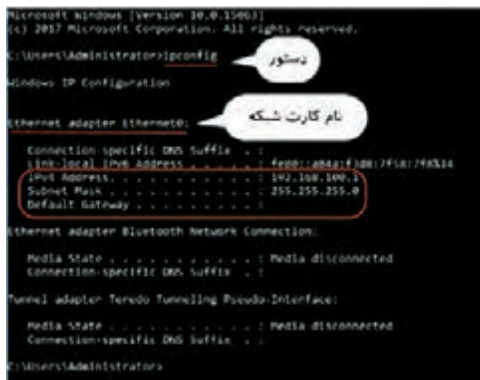 Microsoft Windows [Version 10.0.15063]
(c) 2017 Microsoft Corporation. All rights reserved.
C:\Users\Administrator>ipconfig
دستور
Windows IP Configuration
نام کارت شبکه
Ethernet adapter Ethernet0:
Connection-specific DNS Suffix . :
Link-local IPv6 Address . . . . . :
IPv4 Address. . . . . . . . . . . : 192.168.100.1
Subnet Mask . . . . . . . . . . . : 255.255.255.0
Default Gateway . . . . . . . . . :
Ethernet adapter Bluetooth Network Connection:
Media State . . . . . . . . . . . : Media disconnected
Connection-specific DNS Suffix . :
Tunnel adapter Teredo Tunneling Pseudo-Interface:
Media State . . . . . . . . . . . : Media disconnected
Connection-specific DNS Suffix . :
C:\Users\Administrator>